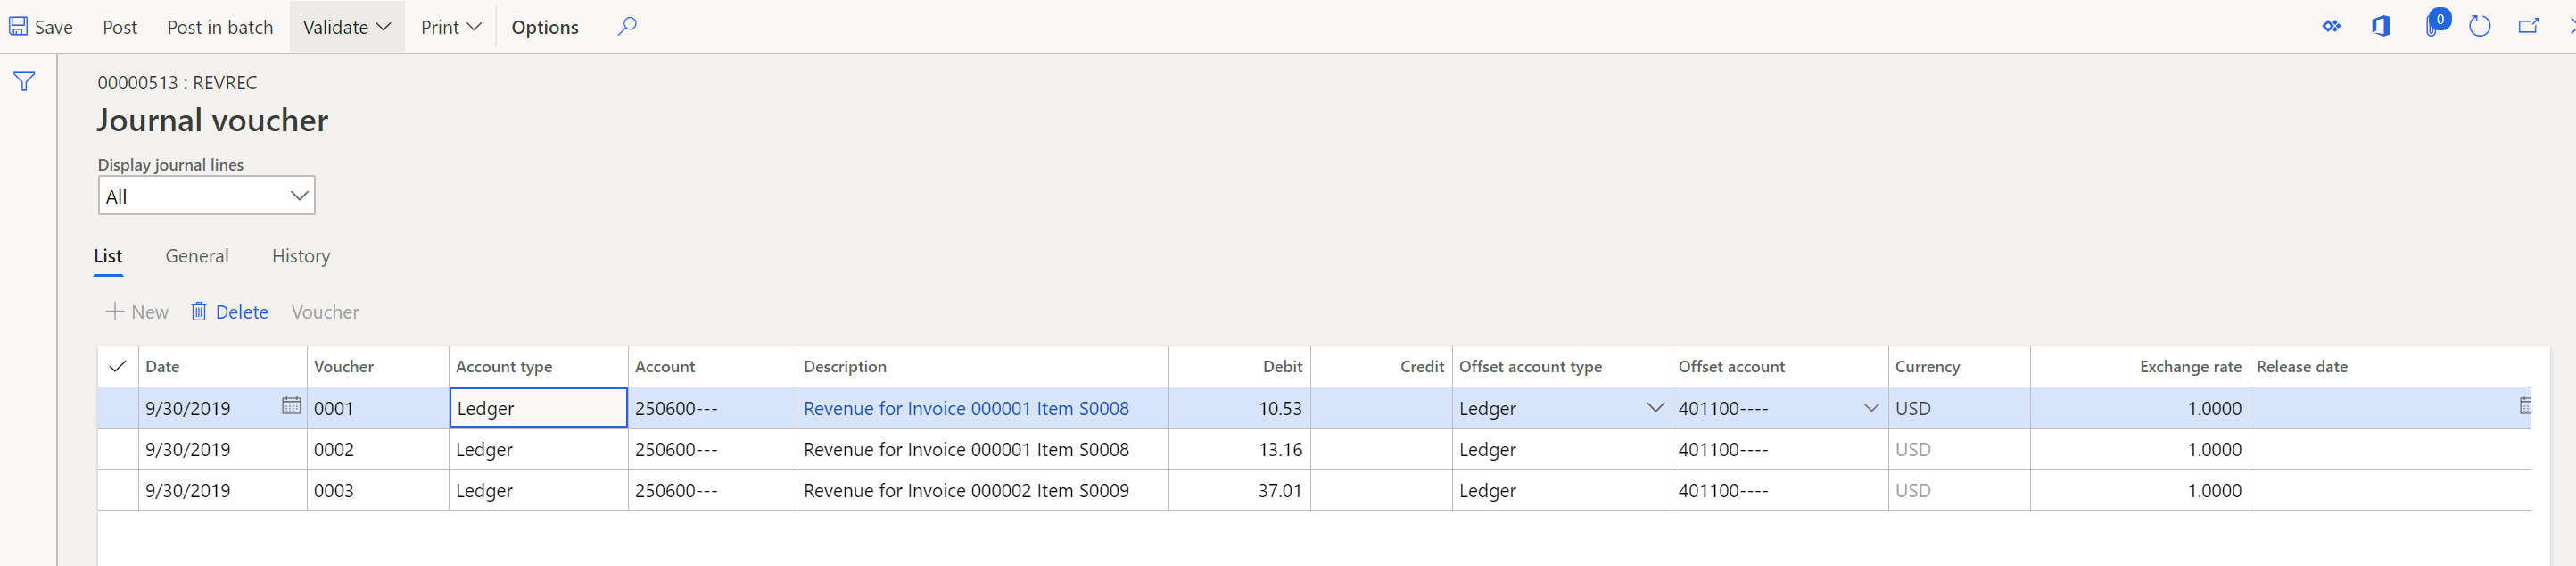 Save Post Post in batch Validate Print Options 0
00000513 : REVREC
Journal voucher
Display journal lines
All
List General History
New Delete Voucher
Date Voucher Account type Account Description Debit Credit Offset account type Offset account Currency Exchange rate Release date
9/30/2019 0001 Ledger 250600--- Revenue for Invoice 000001 Item S0008 10.53 Ledger 401100---- USD 1.0000
9/30/2019 0002 Ledger 250600--- Revenue for Invoice 000001 Item S0008 13.16 Ledger 401100---- USD 1.0000
9/30/2019 0003 Ledger 250600--- Revenue for Invoice 000002 Item S0009 37.01 Ledger 401100---- USD 1.0000